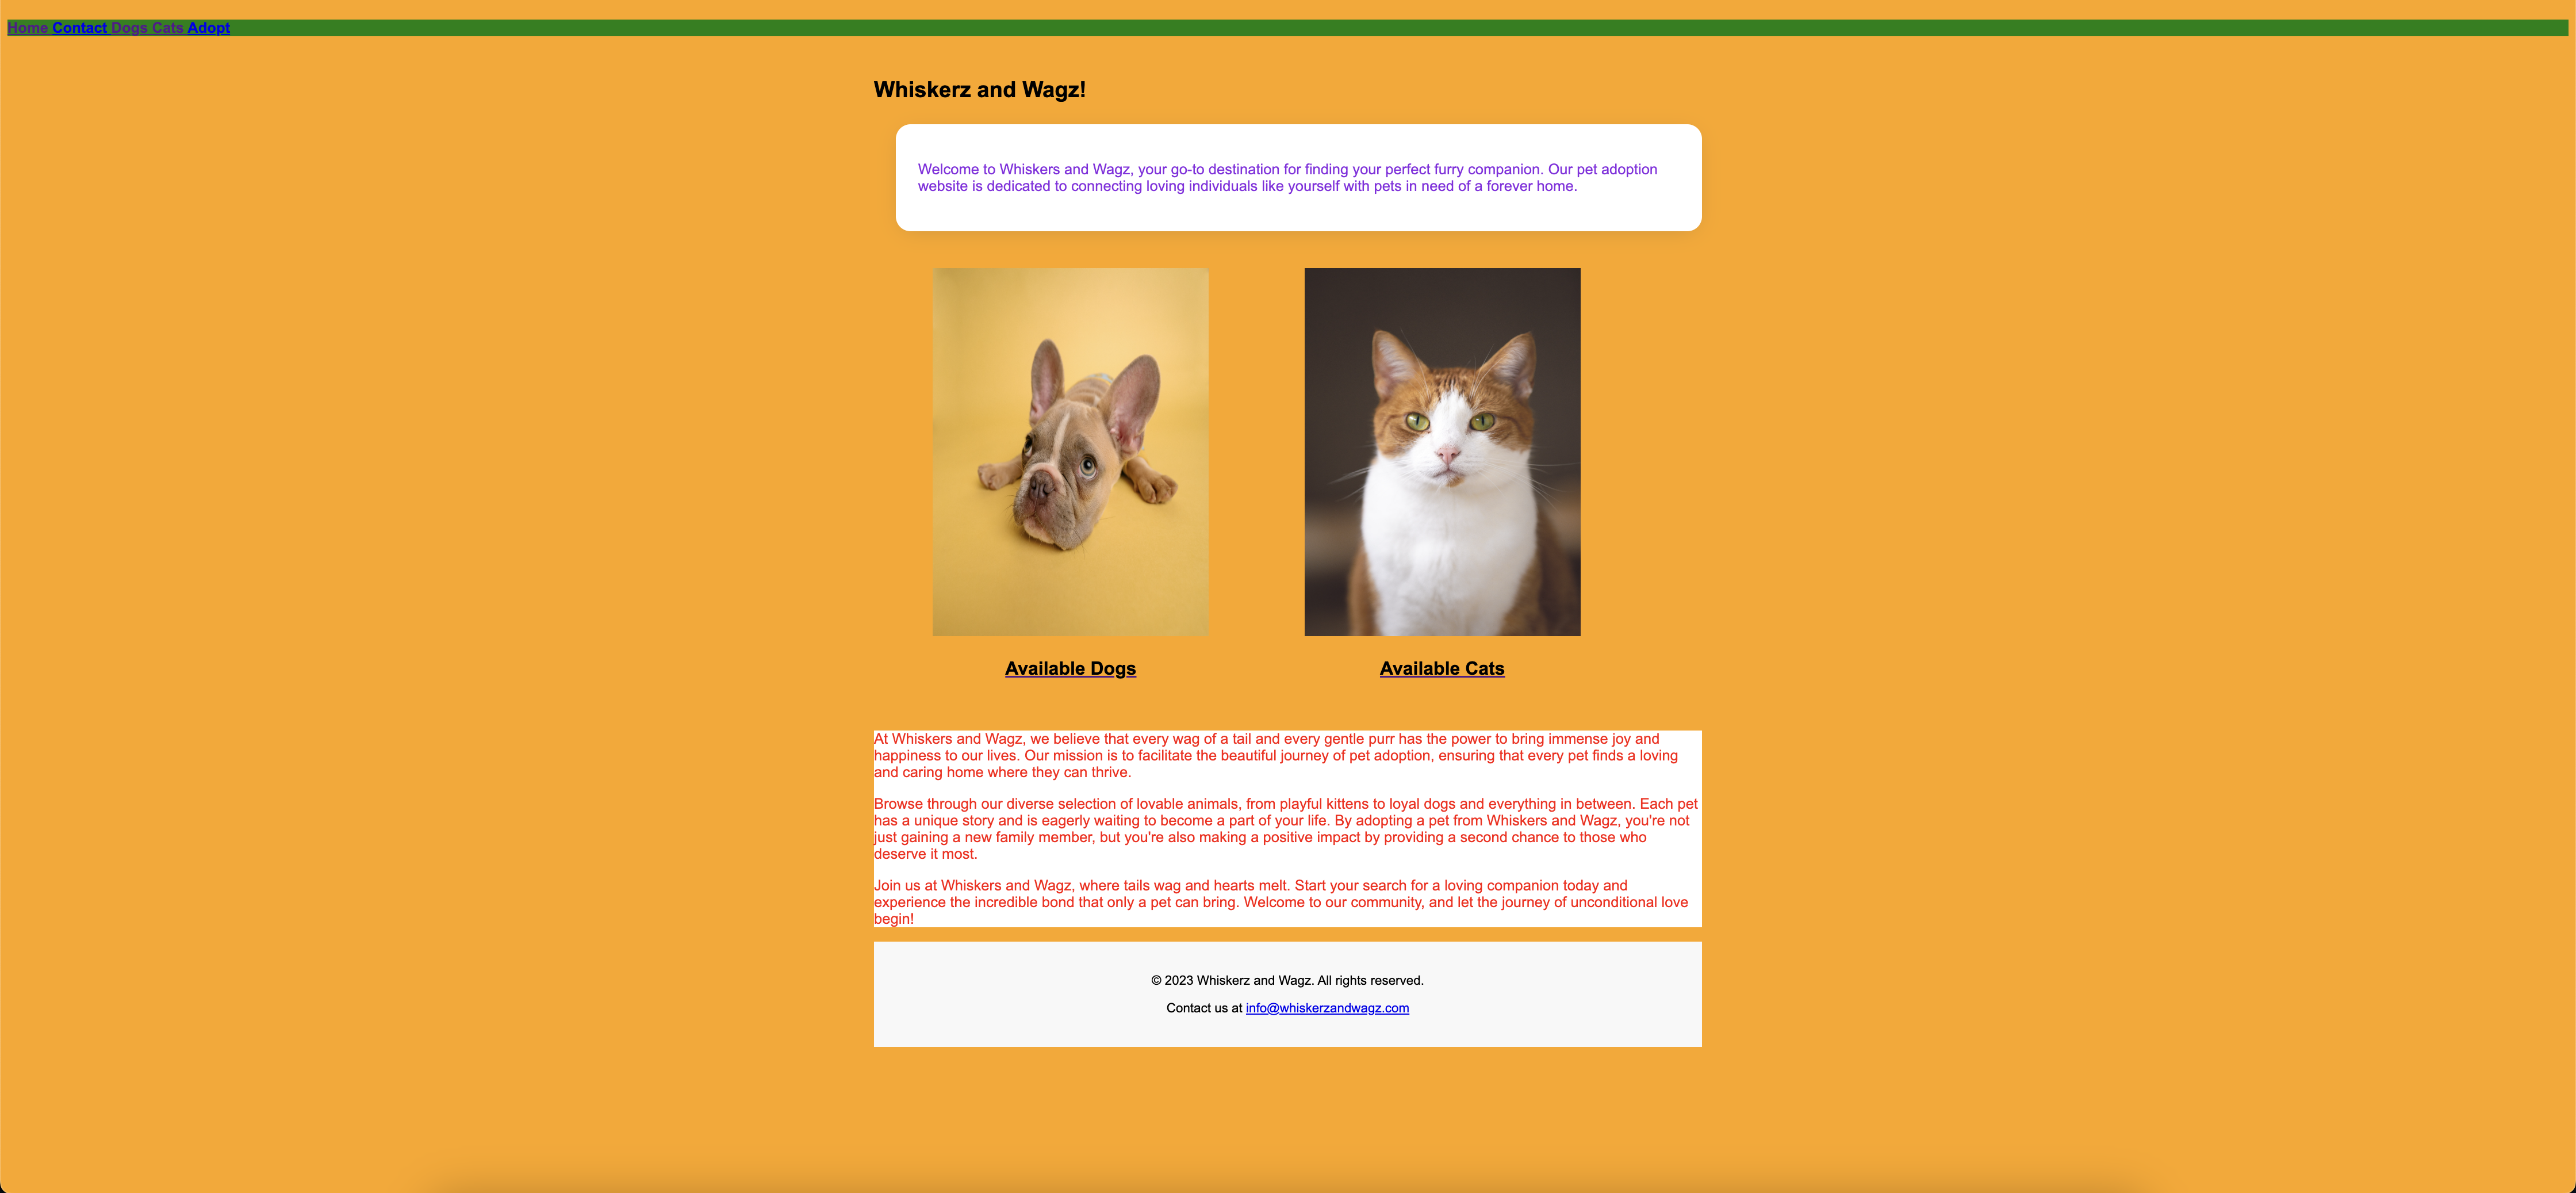 Home Contact Dogs Cats Adopt
Whiskerz and Wagz!
Welcome to Whiskers and Wagz, your go-to destination for finding your perfect furry companion. Our pet adoption
website is dedicated to connecting loving individuals like yourself with pets in need of a forever home.
Available Dogs
Available Cats
At Whiskers and Wagz, we believe that every wag of a tail and every gentle purr has the power to bring immense joy and
happiness to our lives. Our mission is to facilitate the beautiful journey of pet adoption, ensuring that every pet finds a loving
and caring home where they can thrive.
Browse through our diverse selection of lovable animals, from playful kittens to loyal dogs and everything in between. Each pet
has a unique story and is eagerly waiting to become a part of your life. By adopting a pet from Whiskers and Wagz, you're not
just gaining a new family member, but you're also making a positive impact by providing a second chance to those who
deserve it most.
Join us at Whiskers and Wagz, where tails wag and hearts melt. Start your search for a loving companion today and
experience the incredible bond that only a pet can bring. Welcome to our community, and let the journey of unconditional love
begin!
© 2023 Whiskerz and Wagz. All rights reserved.
Contact us at info@whiskerzandwagz.com